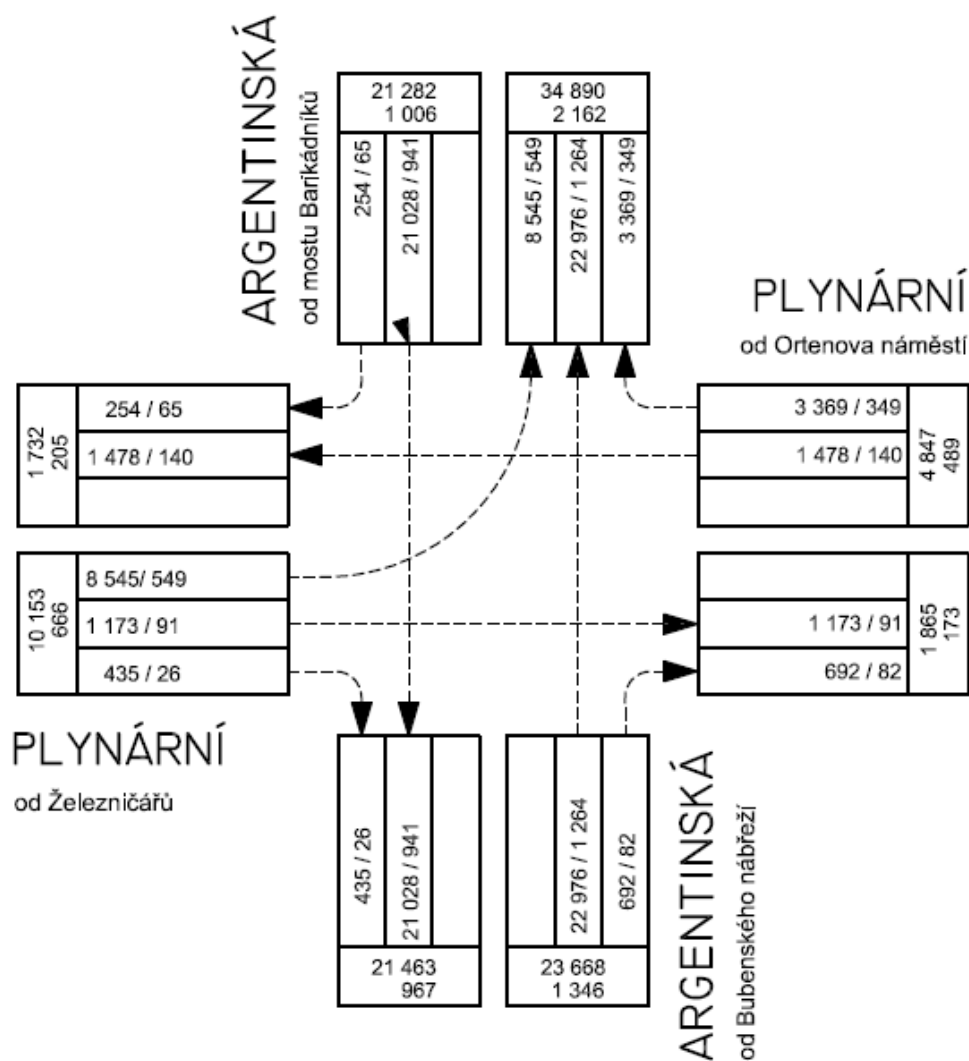 ARGENTINSKÁ
od mostu Barikádníků
21 282
1 006
254 / 65
21 028 / 941
34 890
2 162
8 545 / 549
22 976 / 1 264
3 369 / 349
PLYNÁRNÍ
od Ortenova náměstí
1 732
205
254 / 65
1 478 / 140
3 369 / 349
1 478 / 140
4 847
489
10 153
666
8 545/ 549
1 173 / 91
435 / 26
1 173 / 91
692 / 82
1 865
173
PLYNÁRNÍ
od Železničářů
435 / 26
21 028 / 941
21 463
967
22 976 / 1 264
692 / 82
23 668
1 346
ARGENTINSKÁ
od Bubenského nábřeží